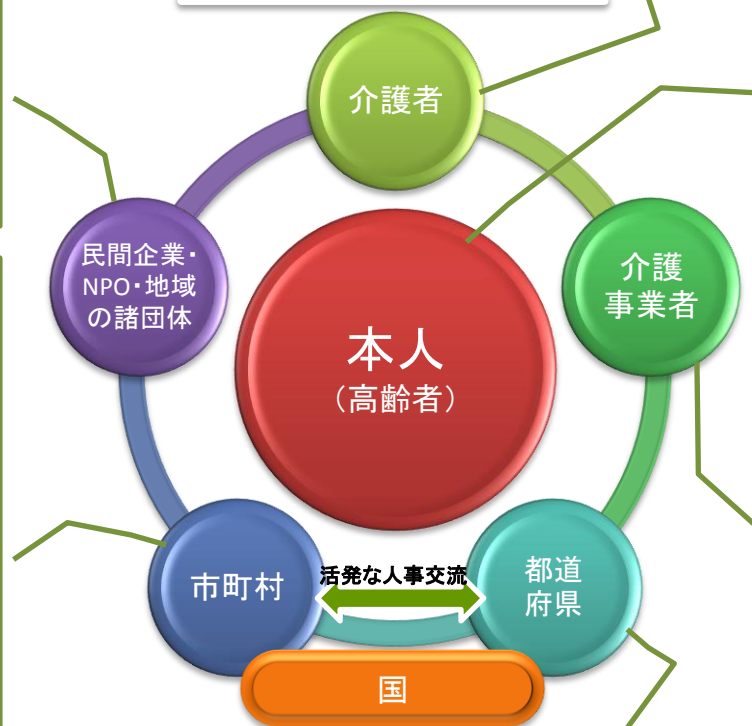 介護者
民間企業・
NPO・地域
の諸団体
介護
事業者
本人
（高齢者）
市町村
活発な人事交流
都道
府県
国